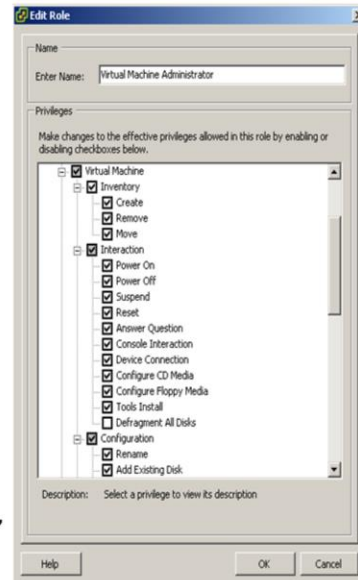 Edit Role
Name
Enter Name: Virtual Machine Administrator
Privileges
Make changes to the effective privileges allowed in this role by enabling or
disabling checkboxes below.
Virtual Machine
Inventory
Create
Remove
Move
Interaction
Power On
Power Off
Suspend
Reset
Answer Question
Console Interaction
Device Connection
Configure CD Media
Configure Floppy Media
Tools Install
Defragment All Disks
Configuration
Rename
Add Existing Disk
Description: Select a privilege to view its description
Help OK Cancel